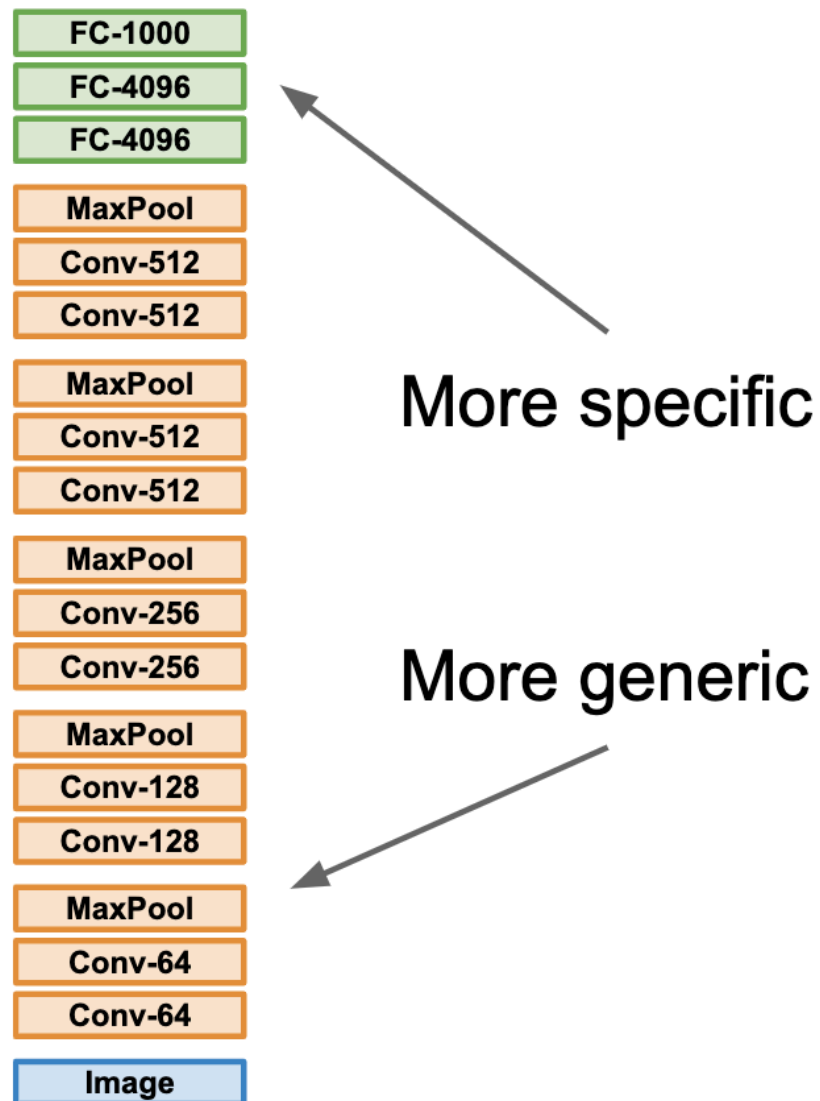 FC-1000
FC-4096
FC-4096
MaxPool
Conv-512
Conv-512
MaxPool
Conv-512
Conv-512
MaxPool
Conv-256
Conv-256
MaxPool
Conv-128
Conv-128
MaxPool
Conv-64
Conv-64
Image
More specific
More generic